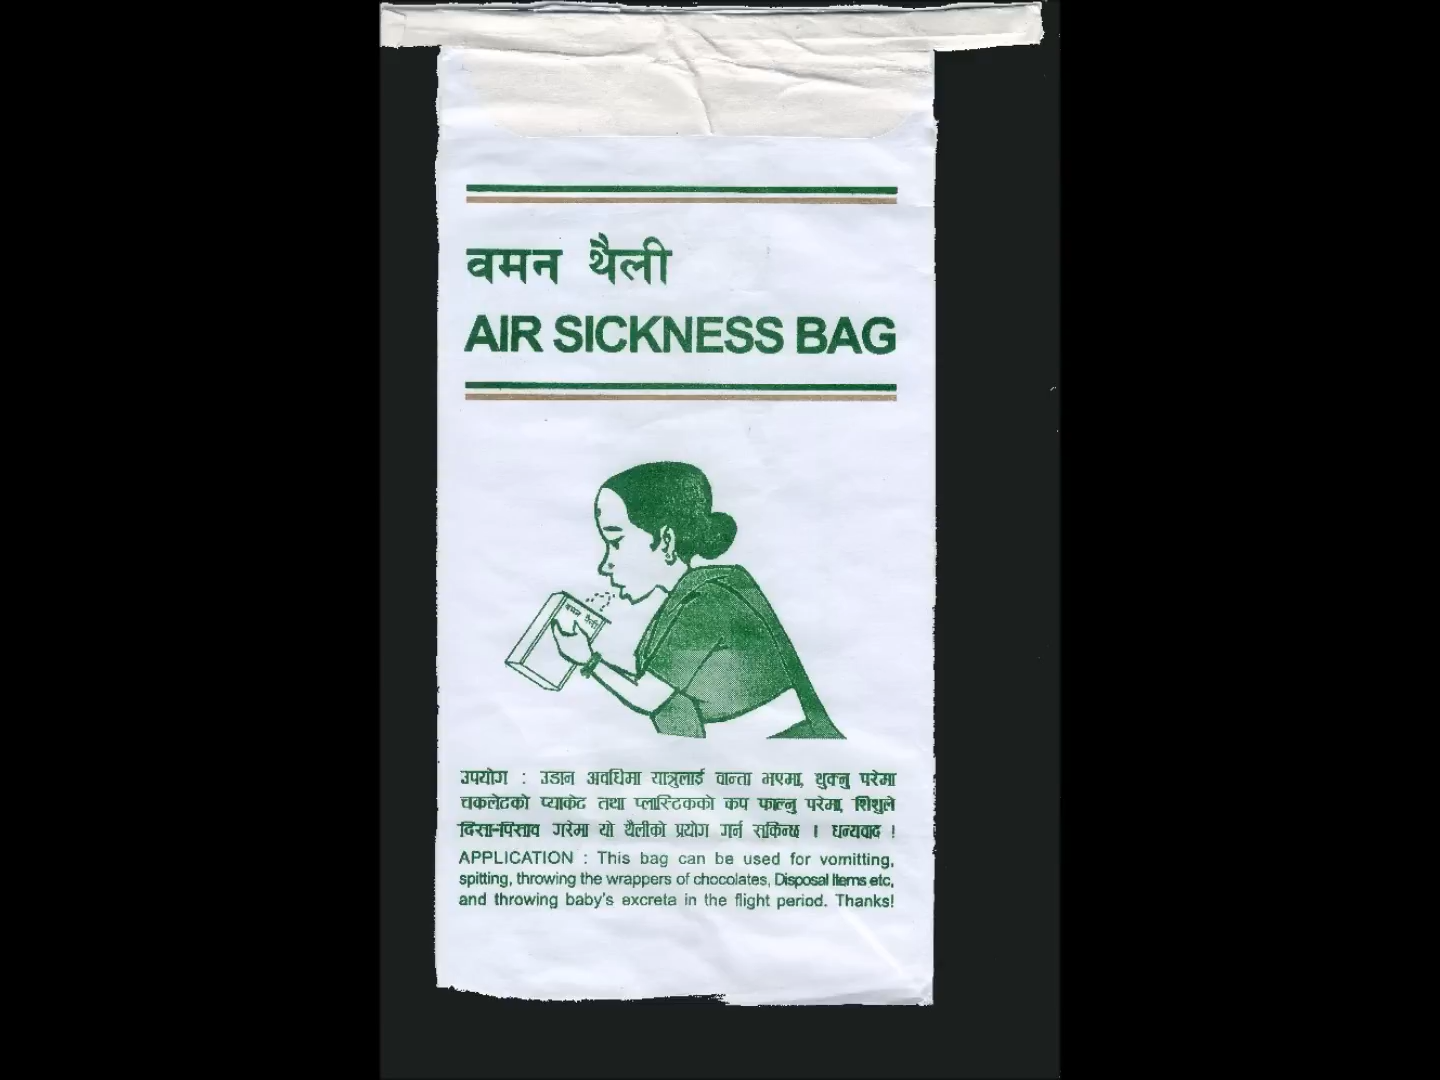 वमन थैली
AIR SICKNESS BAG
वमन थैली
उपयोग : उडान अवधिमा यात्रुलाई वान्ता भएमा, थुक्नु परेमा
चकलेटको प्याकेट तथा प्लास्टिकको कप फाल्नु परेमा, शिशुले
दिसा-पिसाव गरेमा यो थैलीको प्रयोग गर्न सकिन्छ । धन्यवाद !
APPLICATION : This bag can be used for vomitting,
spitting, throwing the wrappers of chocolates, Disposal Items etc,
and throwing baby's excreta in the flight period. Thanks!